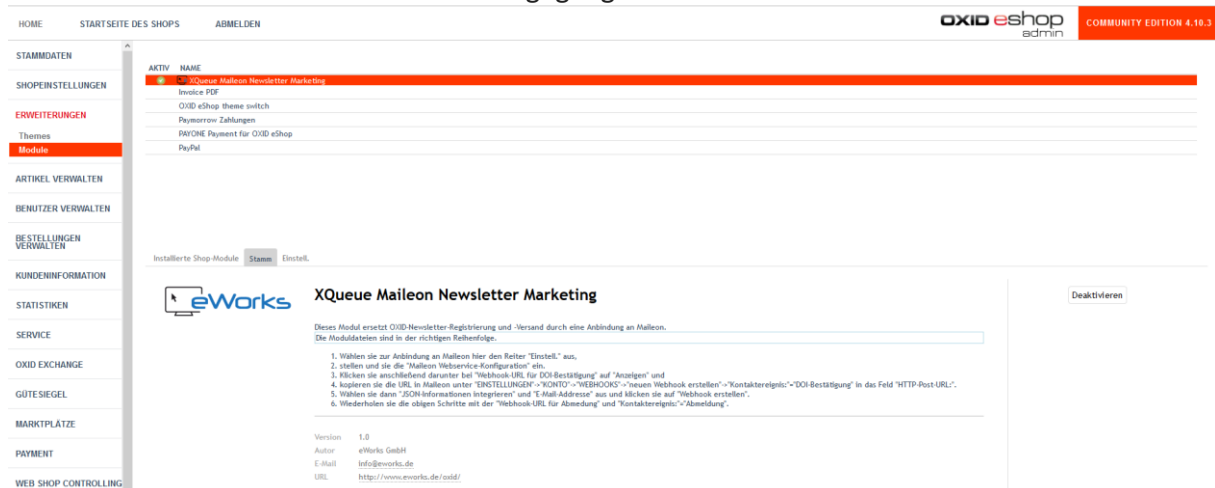 HOME STARTSEITE DES SHOPS ABMELDEN
OXID eshop
admin
COMMUNITY EDITION 4.10.3
STAMMDATEN
SHOPEINSTELLUNGEN
ERWEITERUNGEN
Themes
Module
ARTIKEL VERWALTEN
BENUTZER VERWALTEN
BESTELLUNGEN
VERWALTEN
KUNDENINFORMATION
STATISTIKEN
SERVICE
OXID EXCHANGE
GÜTESIEGEL
MARKTPLÄTZE
PAYMENT
WEB SHOP CONTROLLING
AKTIV NAME
XQueue Maileon Newsletter Marketing
Invoice PDF
OXID eShop theme switch
Paymorrow Zahlungen
PAYONE Payment für OXID eShop
PayPal
Installierte Shop-Module Stamm Einstell.
eWorks
XQueue Maileon Newsletter Marketing
Deaktivieren
Dieses Modul ersetzt OXID-Newsletter-Registrierung und -Versand durch eine Anbindung an Maileon.
Die Moduldateien sind in der richtigen Reihenfolge.
1. Wählen sie zur Anbindung an Maileon hier den Reiter "Einstell." aus,
2. stellen und sie die "Maileon Webservice-Konfiguration" ein.
3. Klicken sie anschließend darunter bei "Webhook-URL für DOI-Bestätigung" auf "Anzeigen" und
4. kopieren sie die URL in Maileon unter "EINSTELLUNGEN"->"KONTO"->"WEBHOOKS"->"neuen Webhook erstellen"->"Kontaktereignis:"="DOI-Bestätigung" in das Feld "HTTP-Post-URL:".
5. Wählen sie dann "JSON-Informationen integrieren" und "E-Mail-Addresse" aus und klicken sie auf "Webhook erstellen".
6. Wiederholen sie die obigen Schritte mit der "Webhook-URL für Abmedung" und "Kontaktereignis:"="Abmeldung".
Version 1.0
Autor eWorks GmbH
E-Mail info@eworks.de
URL http://www.eworks.de/oxid/